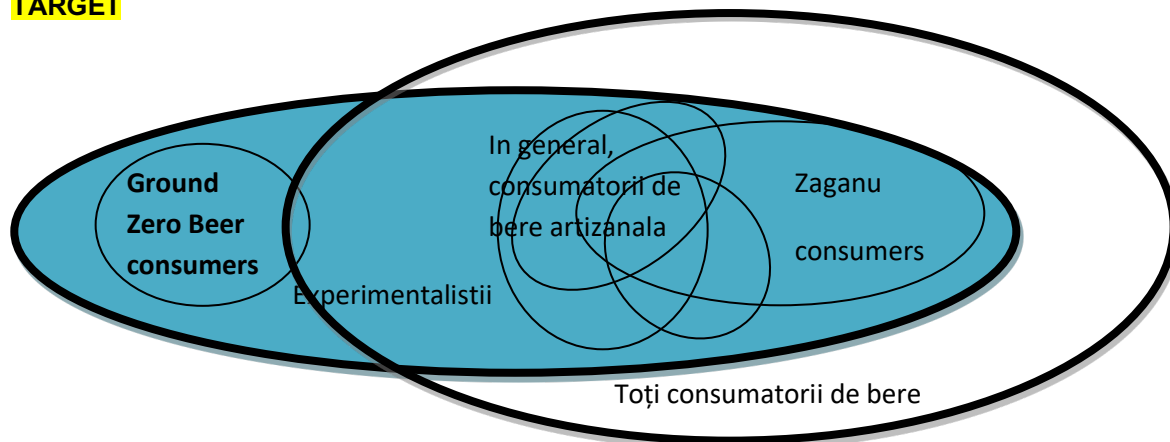 TARGET
In general,
consumatorii de
bere artizanala
Ground
Zero Beer
consumers
Zaganu
consumers
Experimentalistii
Toți consumatorii de bere